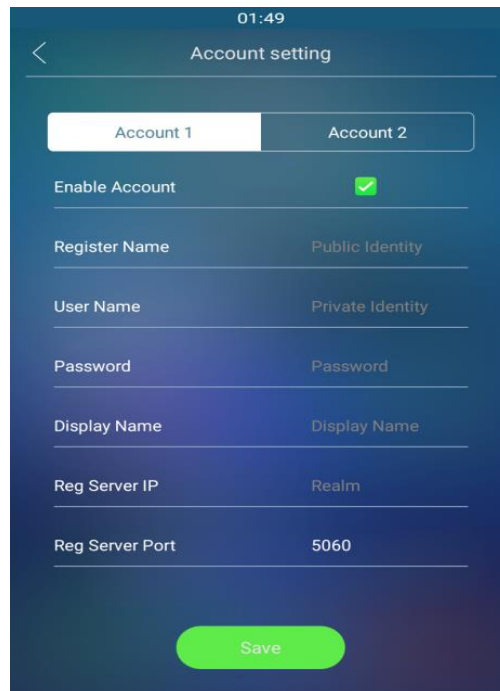 01:49
Account setting
Account 1 Account 2
Enable Account
Register Name Public Identity
User Name Private Identity
Password Password
Display Name Display Name
Reg Server IP Realm
Reg Server Port 5060
Save